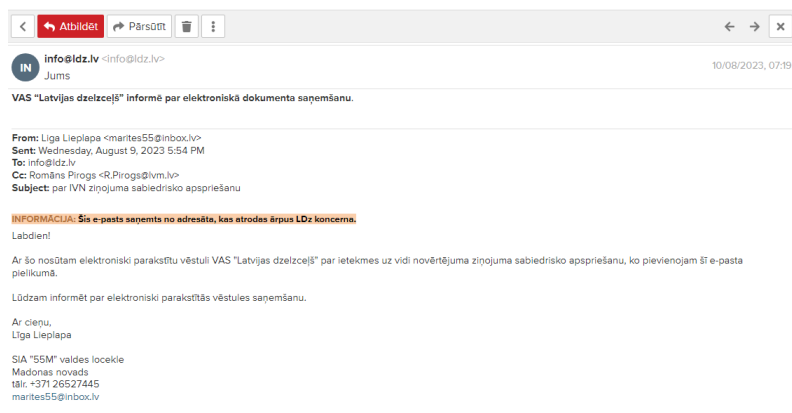 Atbildēt Pārsūtīt
IN info@ldz.lv <info@ldz.lv>
Jums
10/08/2023, 07:19
VAS “Latvijas dzelzceļš” informē par elektroniskā dokumenta saņemšanu.
From: Liga Lieplapa <marites55@inbox.lv>
Sent: Wednesday, August 9, 2023 5:54 PM
To: info@ldz.lv
Cc: Romāns Pirogs <R.Pirogs@lvm.lv>
Subject: par IVN ziņojuma sabiedrisko apspriešanu
INFORMĀCIJA: Šis e-pasts saņemts no adresāta, kas atrodas ārpus LDz koncerna.
Labdien!
Ar šo nosūtam elektroniski parakstītu vēstuli VAS "Latvijas dzelzceļš" par ietekmes uz vidi novērtējuma ziņojuma sabiedrisko apspriešanu, ko pievienojam šī e-pasta
pielikumā.
Lūdzam informēt par elektroniski parakstītās vēstules saņemšanu.
Ar cieņu,
Līga Lieplapa
SIA "55M" valdes locekle
Madonas novads
tālr. +371 26527445
marites55@inbox.lv